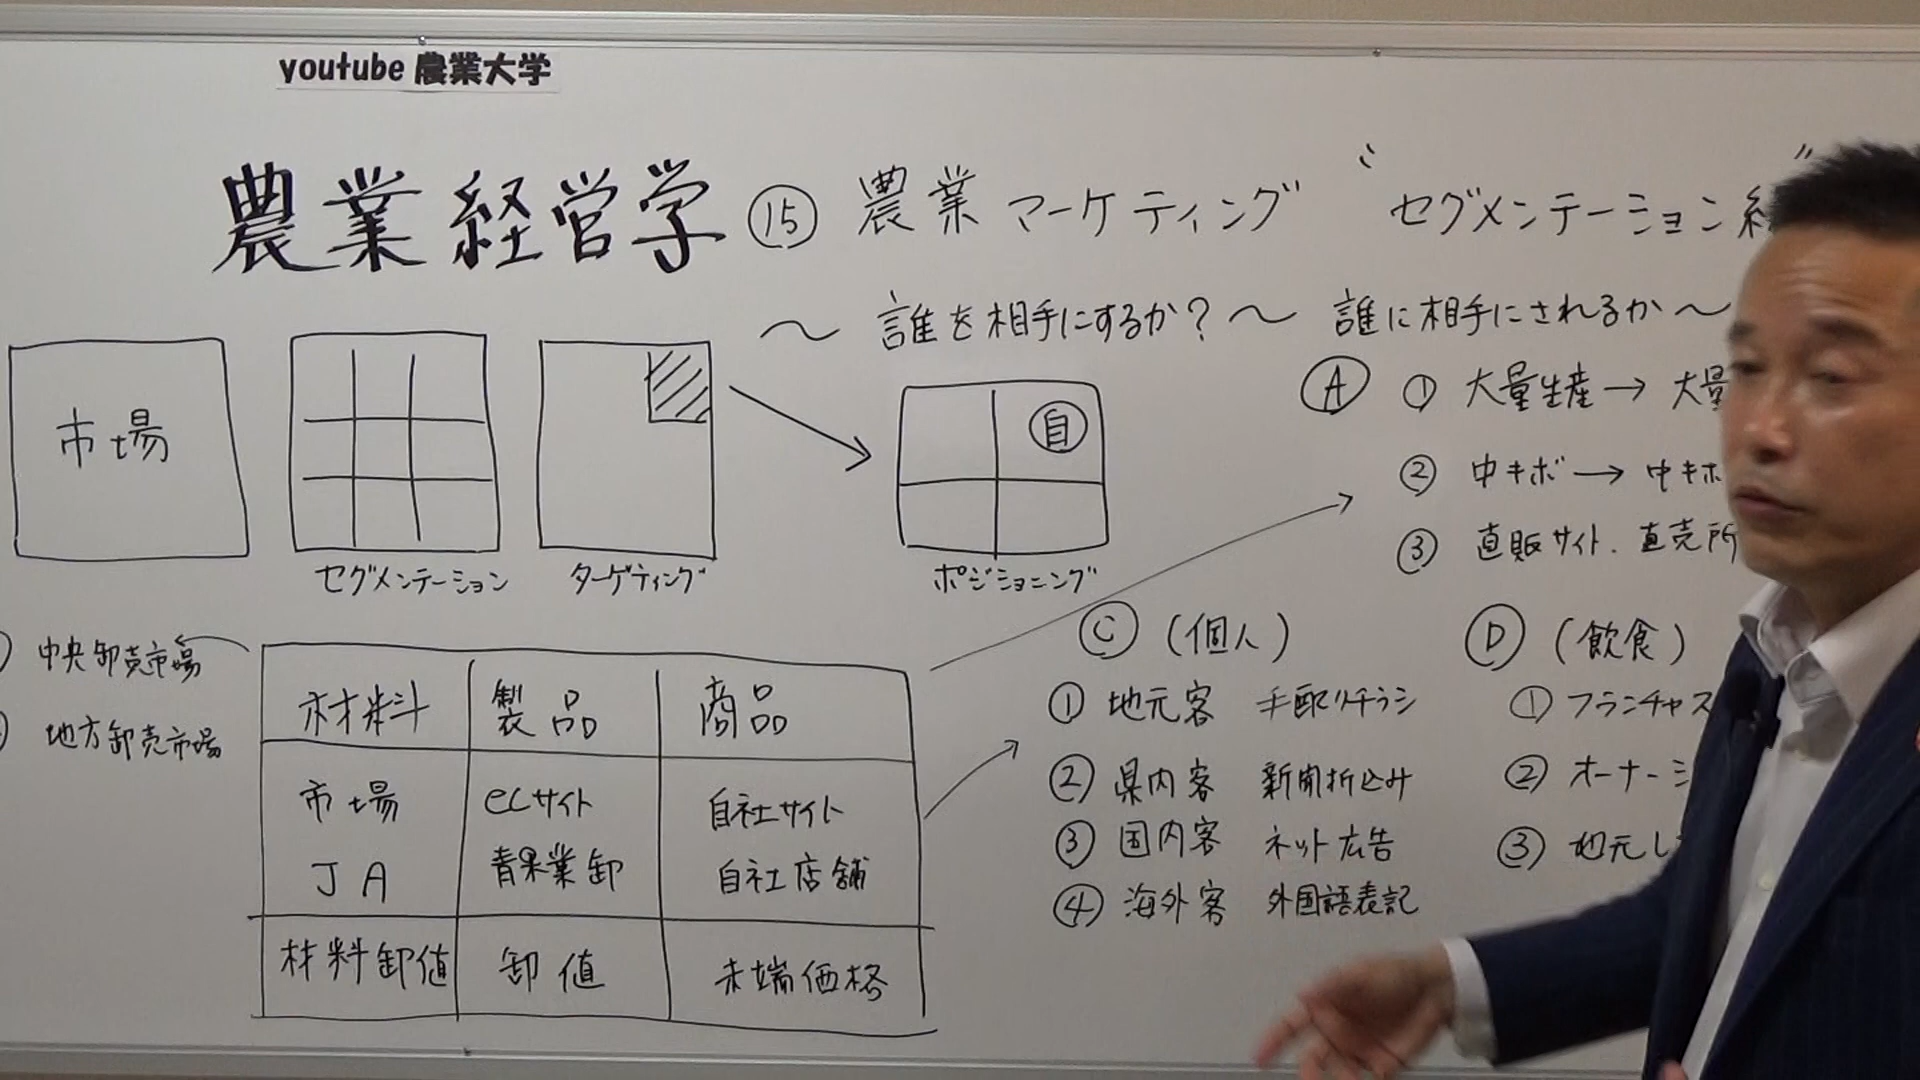 youtube 農業大学
農業経営学 ⑮ 農業マーケティング “セグメンテーション
〜 誰を相手にするか？〜 誰に相手にされるか〜
市場
セグメンテーション
ターゲティング
自
ポジショニング
Ⓐ ① 大量生産→大量
② 中キボ→中キボ
③ 直販サイト.直売所
中央卸売市場
地方卸売市場
材料 製品 商品
市場 ecサイト 自社サイト
JA 青果業卸 自社店舗
材料卸値 卸値 末端価格
Ⓒ (個人)
① 地元客 手配りチラシ
② 県内客 新聞折込み
③ 国内客 ネット広告
④ 海外客 外国語表記
Ⓓ (飲食)
① フランチャス
② オーナー
③ 地元